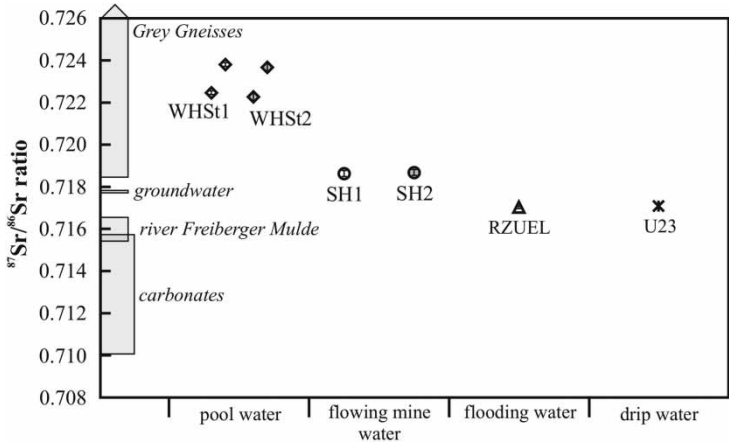 0.726
0.724
0.722
0.720
0.718
0.716
0.714
0.712
0.710
0.708
⁸⁷Sr/⁸⁶Sr ratio
Grey Gneisses
groundwater
river Freiberger Mulde
carbonates
WHSt1
WHSt2
SH1
SH2
RZUEL
U23
pool water
flowing mine
water
flooding water
drip water